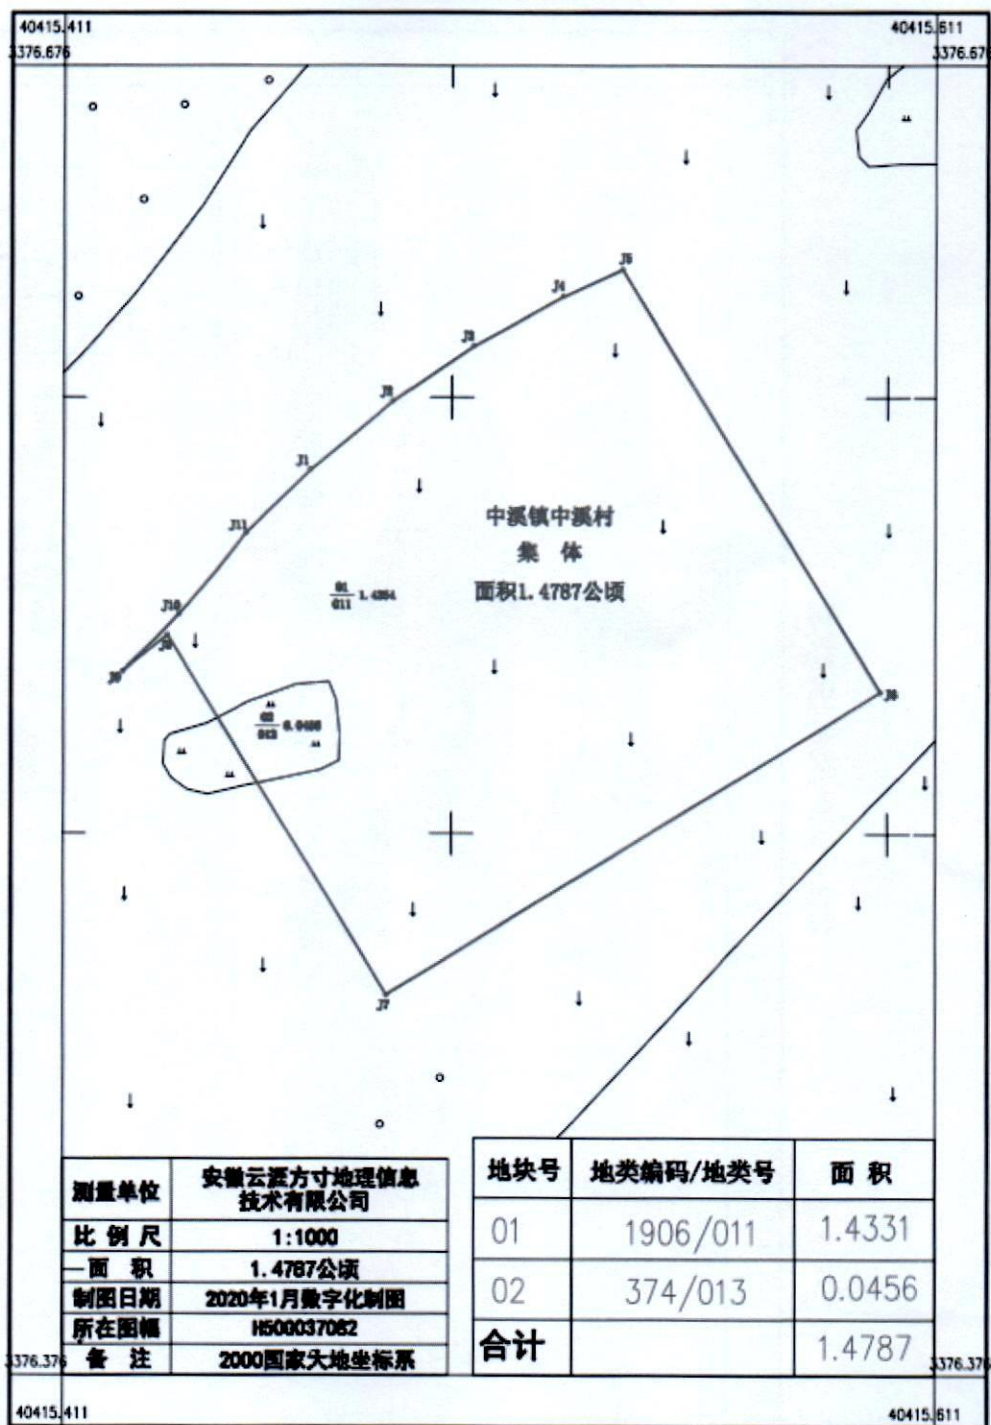 40415.411
40415.611
3376.676
3376.676
J5
J4
J3
J2
J1
J11
J10
中溪镇中溪村
集 体
面积1.4787公顷
01
011
J6
02
J7
测量单位
安徽云涯方寸地理信息
技术有限公司
比 例 尺
1:1000
面 积
1.4787公顷
制图日期
2020年1月数字化制图
所在图幅
H50G037082
备 注
2000国家大地坐标系
地块号
地类编码/地类号
面 积
01
1906/011
1.4331
02
374/013
0.0456
合计
1.4787
3376.376
3376.376
40415.411
40415.611